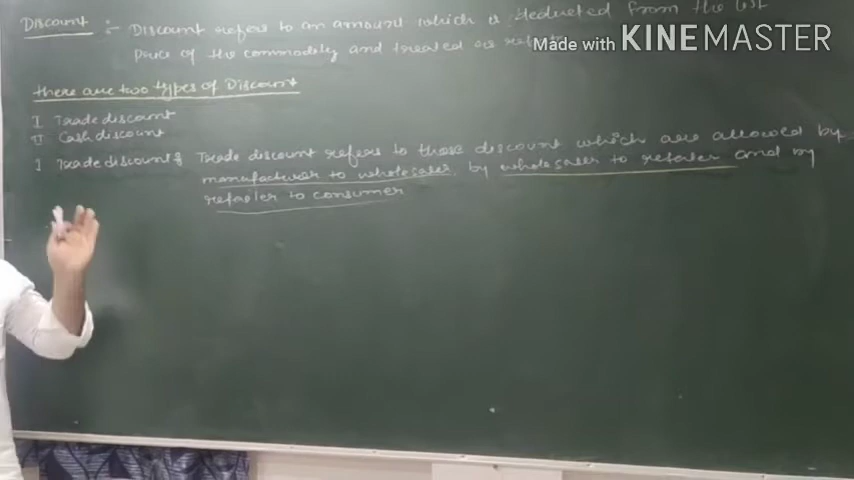 Discount :- Discount refers to an amount which is deducted from the list
price of the commodity and treated as
Made with KINEMASTER
There are two types of Discount
I Trade discount
II Cash discount
I Trade discount : Trade discount refers to those discount which are allowed by
manufacturer to wholesaler, by wholesaler to retailer and by
retailer to consumer